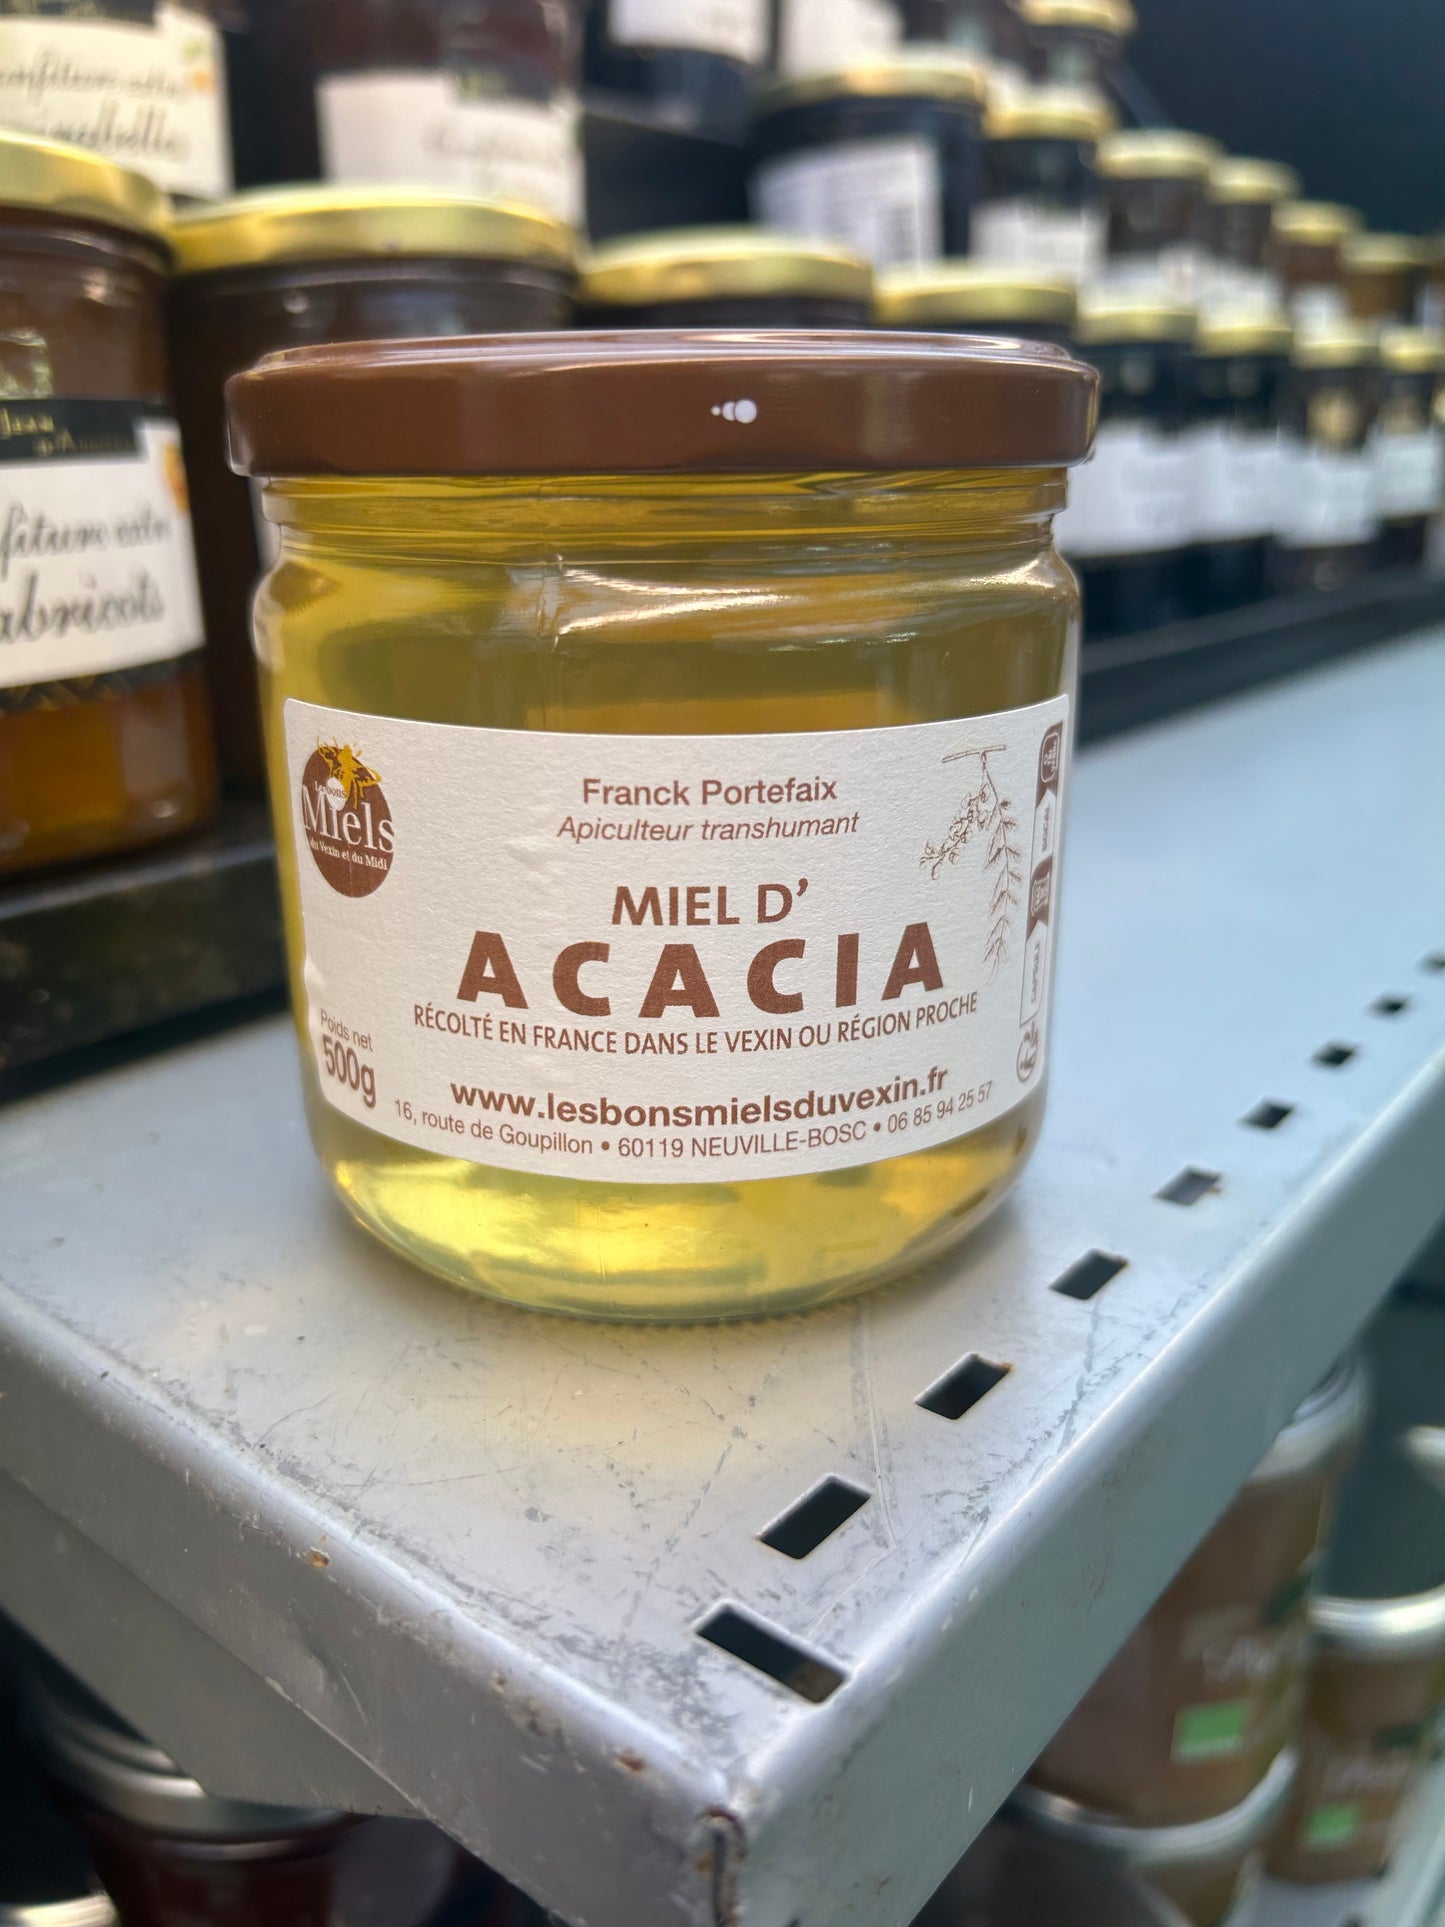 abricots
Les bons
Miels
du Vexin et du Midi
Franck Portefaix
Apiculteur transhumant
MIEL D'
ACACIA
RÉCOLTÉ EN FRANCE DANS LE VEXIN OU RÉGION PROCHE
Poids net
500g
www.lesbonsmielsduvexin.fr
16, route de Goupillon • 60119 NEUVILLE-BOSC • 06 85 94 25 57